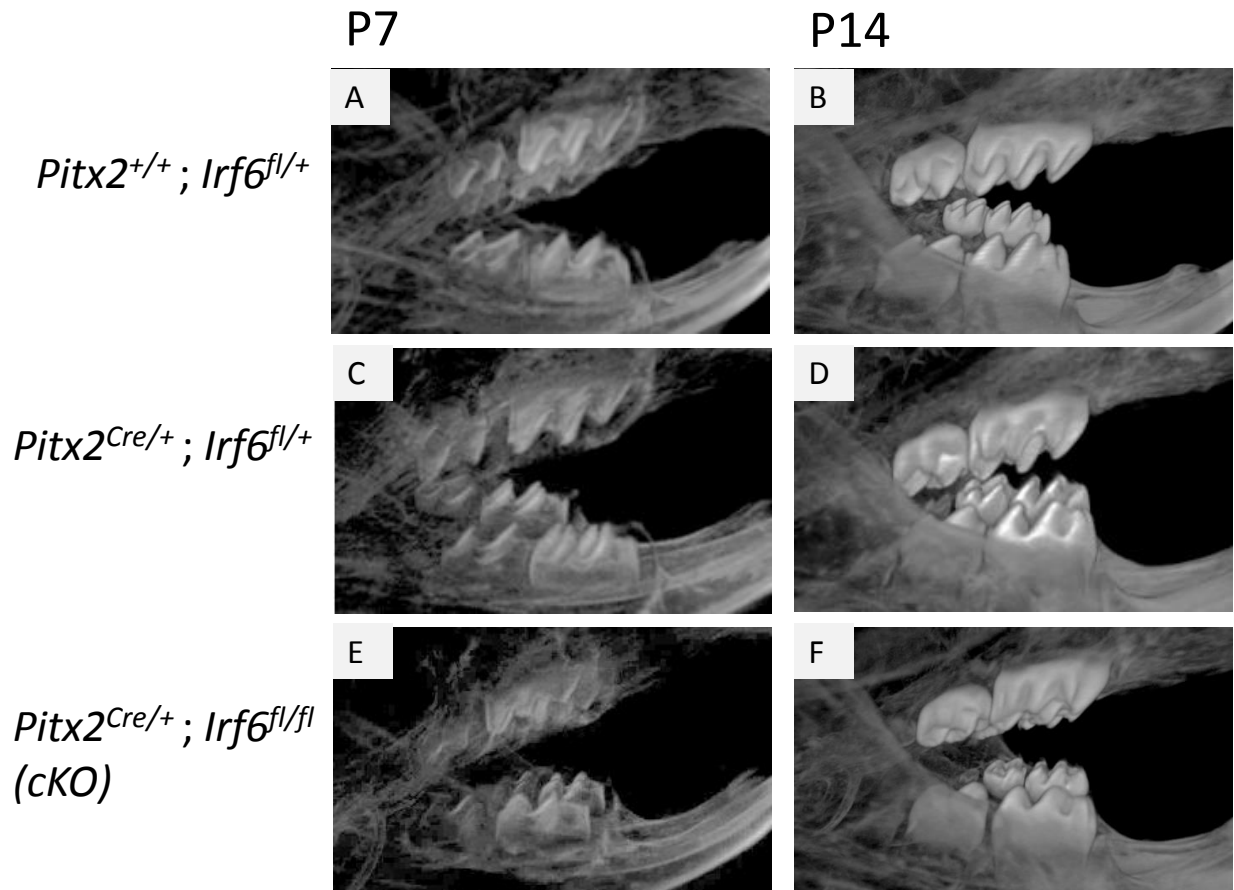 P7 P14
A B
Pitx2+/+ ; Irf6fl/+
C D
Pitx2Cre/+ ; Irf6fl/+
E F
Pitx2Cre/+ ; Irf6fl/fl
(cKO)